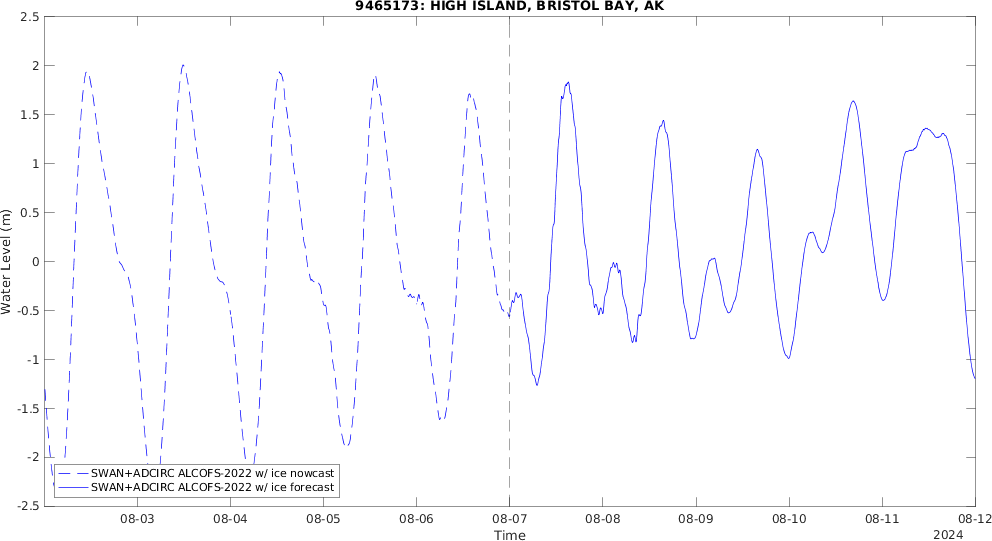 9465173: HIGH ISLAND, BRISTOL BAY, AK
2.5
2
1.5
1
0.5
0
-0.5
-1
-1.5
-2
-2.5
Water Level (m)
SWAN+ADCIRC ALCOFS-2022 w/ ice nowcast
SWAN+ADCIRC ALCOFS-2022 w/ ice forecast
08-03 08-04 08-05 08-06 08-07 08-08 08-09 08-10 08-11 08-12
Time
2024